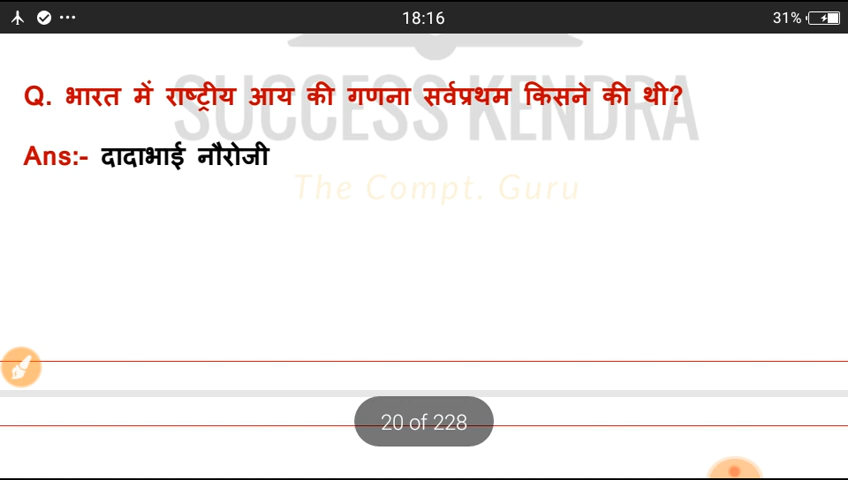 18:16
31%
SUCCESS KENDRA
Q. भारत में राष्ट्रीय आय की गणना सर्वप्रथम किसने की थी?
Ans:- दादाभाई नौरोजी
The Compt. Guru
20 of 228